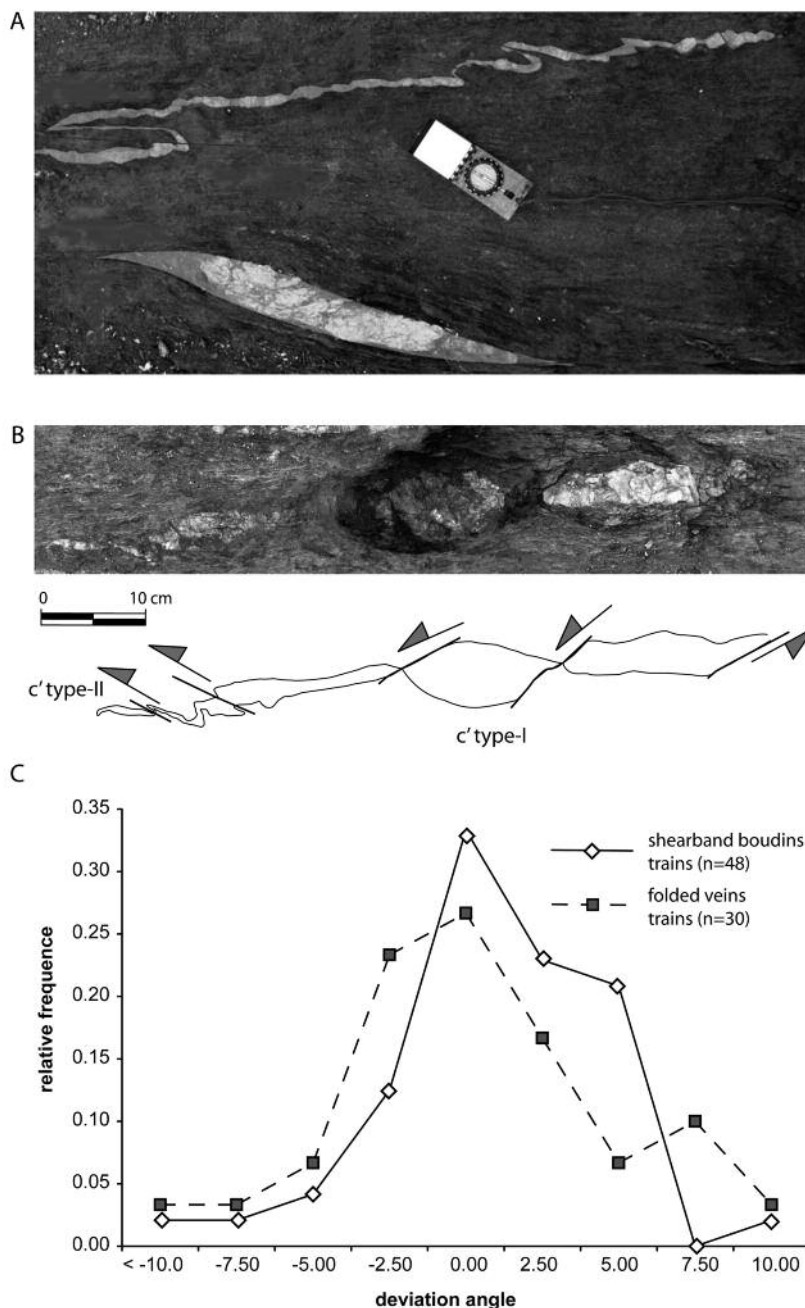 A
B
0 10 cm
c' type-II
c' type-I
C
0.35
0.30
0.25
0.20
0.15
0.10
0.05
0.00
relative frequency
shearband boudins
trains (n=48)
folded veins
trains (n=30)
< -10.0 -7.50 -5.00 -2.50 0.00 2.50 5.00 7.50 10.00
deviation angle